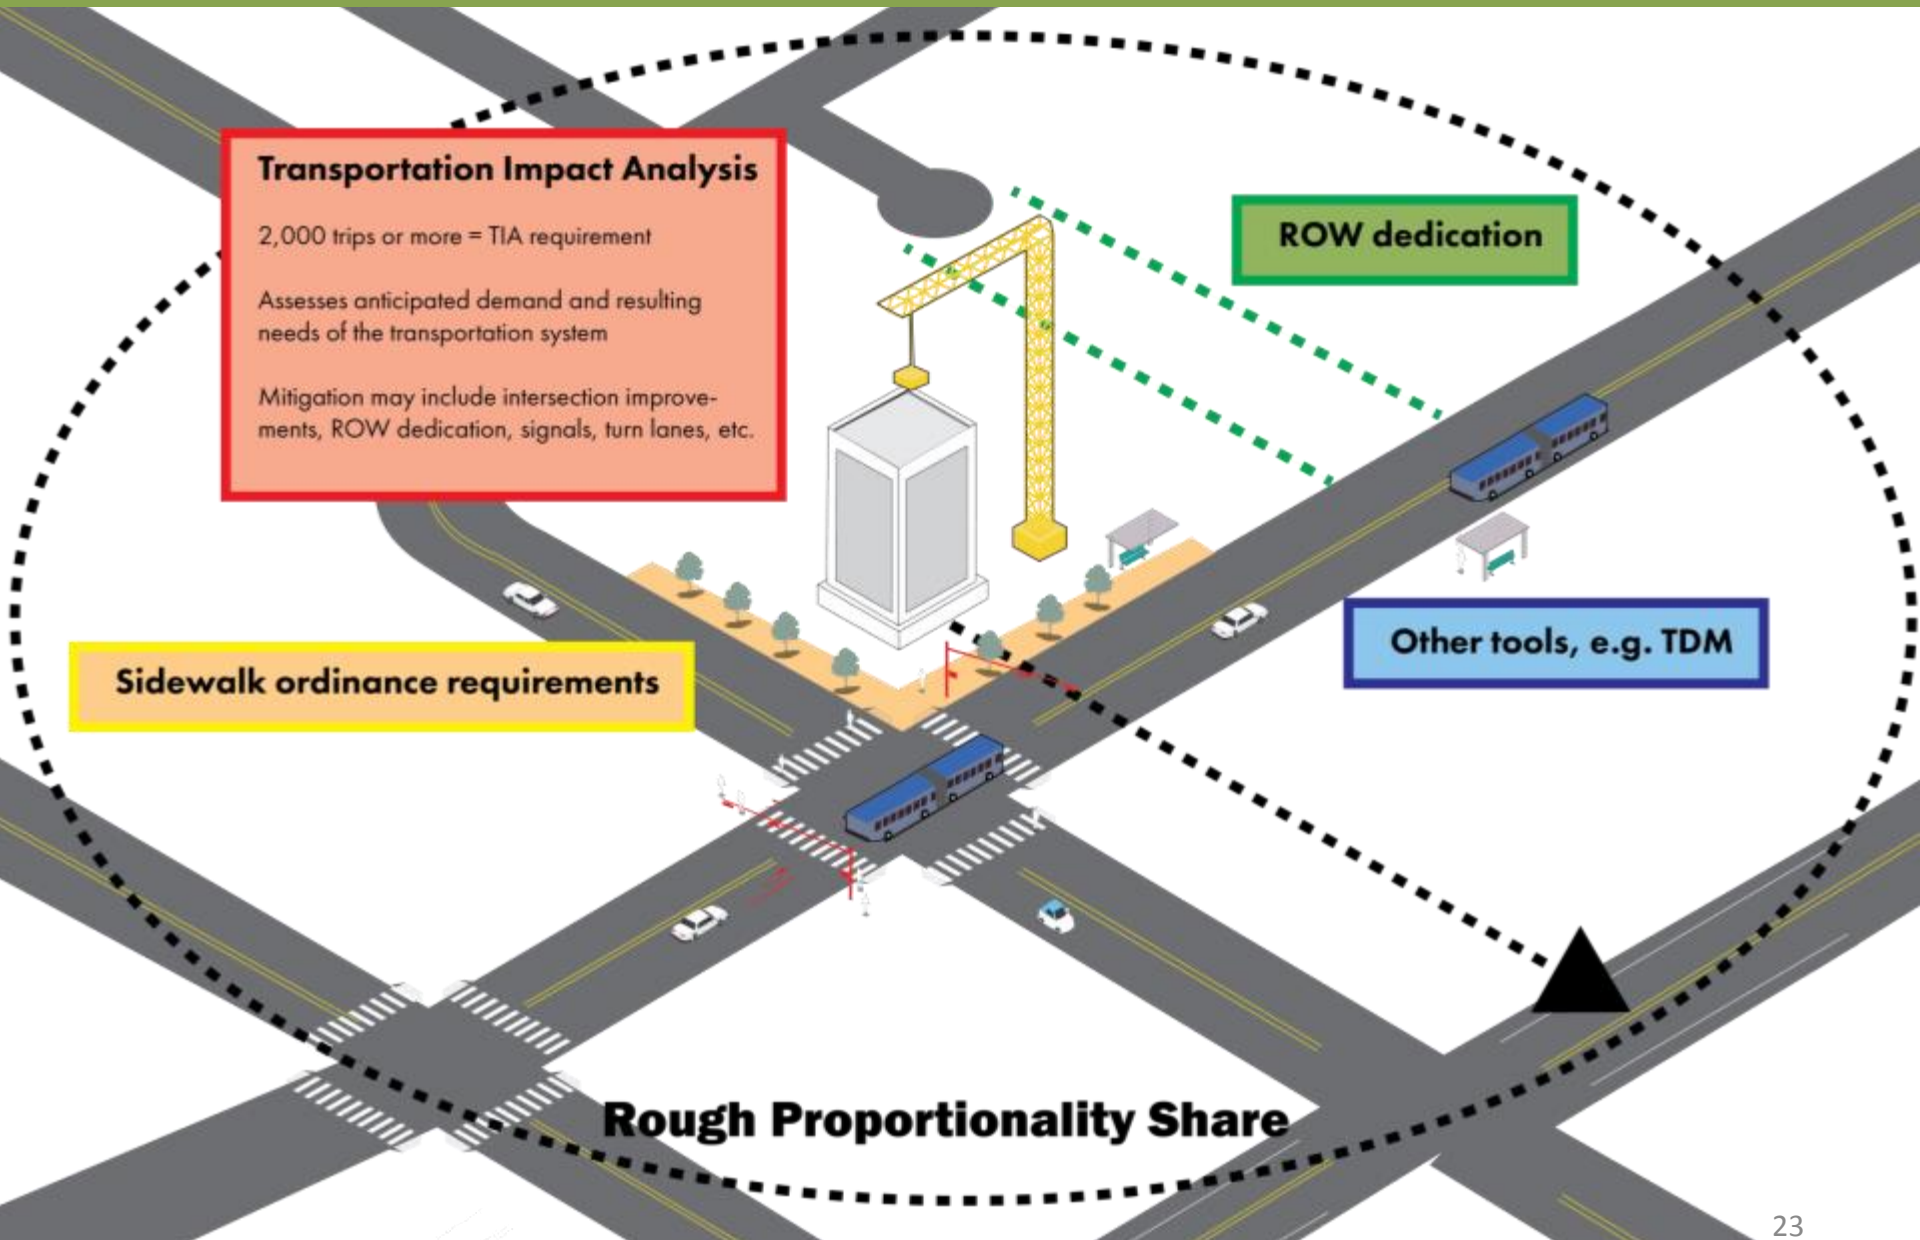 Transportation Impact Analysis
2,000 trips or more = TIA requirement
Assesses anticipated demand and resulting
needs of the transportation system
Mitigation may include intersection improve-
ments, ROW dedication, signals, turn lanes, etc.
ROW dedication
Other tools, e.g. TDM
Sidewalk ordinance requirements
Rough Proportionality Share
23